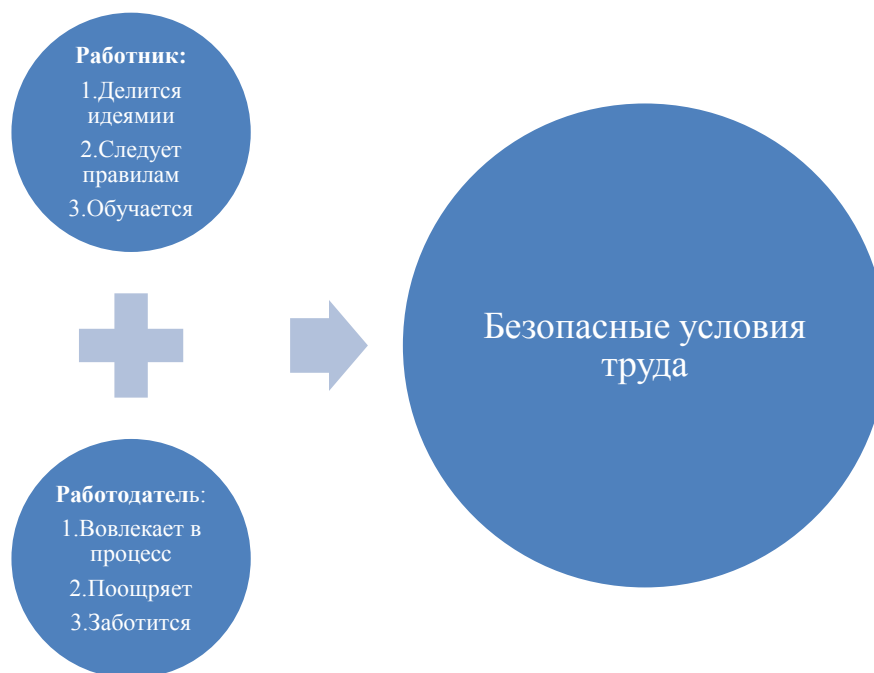 Работник:
1.Делится
идеямии
2.Следует
правилам
3.Обучается
Работодатель:
1.Вовлекает в
процесс
2.Поощряет
3.Заботится
Безопасные условия
труда